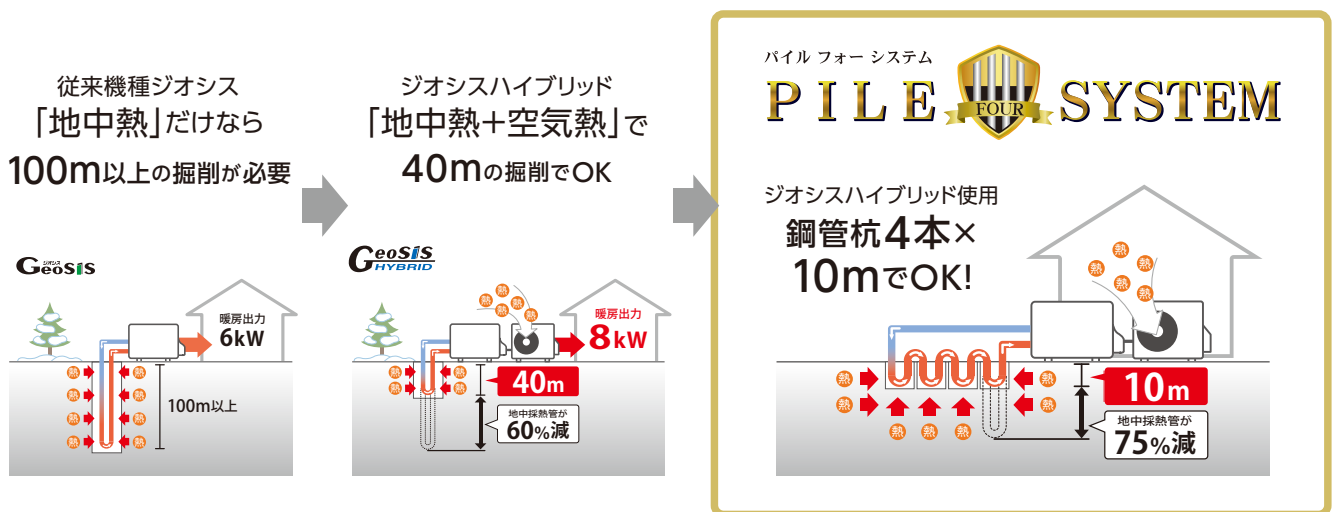 従来機種ジオシス
「地中熱」だけなら
100m以上の掘削が必要
ジオシス
GeoSIS
暖房出力
6kW
熱 熱
熱 熱
熱 熱
熱 熱
100m以上
ジオシスハイブリッド
「地中熱+空気熱」で
40mの掘削でOK
GeoSIS
HYBRID
熱
熱
熱
熱
熱
暖房出力
8kW
熱 熱
熱 熱
40m
地中採熱管が
60%減
パイル フォー システム
PILE FOUR SYSTEM
ジオシスハイブリッド使用
鋼管杭4本×
10mでOK!
熱
熱
熱
熱
熱
熱 熱
熱 熱
熱 熱 熱
10m
地中採熱管が
75%減